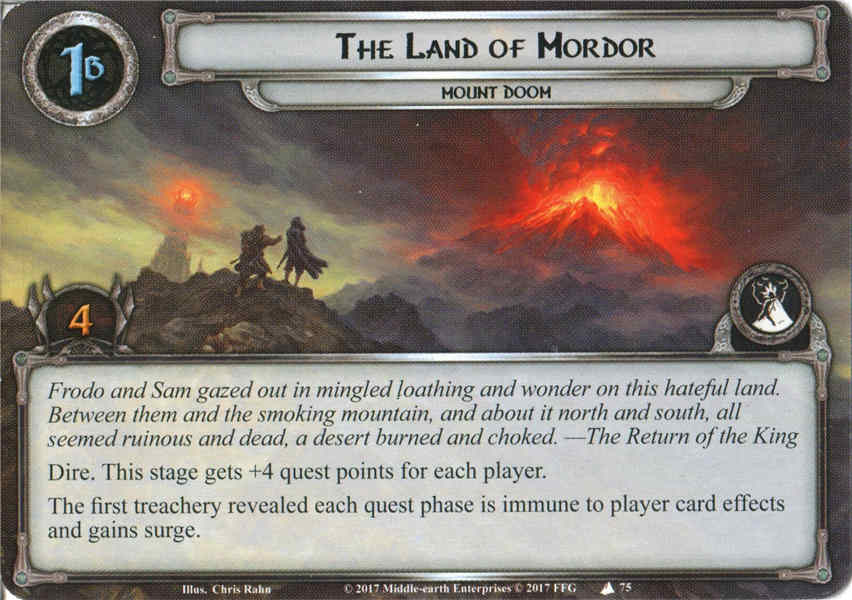 1B
THE LAND OF MORDOR
MOUNT DOOM
4
Frodo and Sam gazed out in mingled loathing and wonder on this hateful land.
Between them and the smoking mountain, and about it north and south, all
seemed ruinous and dead, a desert burned and choked. —The Return of the King
Dire. This stage gets +4 quest points for each player.
The first treachery revealed each quest phase is immune to player card effects
and gains surge.
Illus. Chris Rahn © 2017 Middle-earth Enterprises © 2017 FFG 75